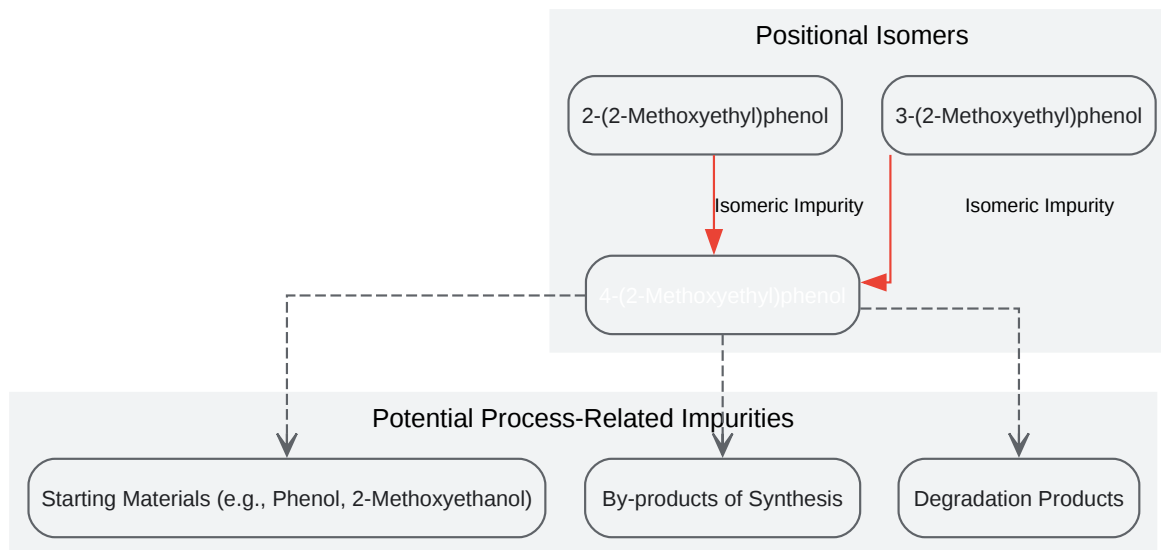 Positional Isomers
2-(2-Methoxyethyl)phenol
3-(2-Methoxyethyl)phenol
Isomeric Impurity
Isomeric Impurity
4-(2-Methoxyethyl)phenol
Potential Process-Related Impurities
Starting Materials (e.g., Phenol, 2-Methoxyethanol)
By-products of Synthesis
Degradation Products